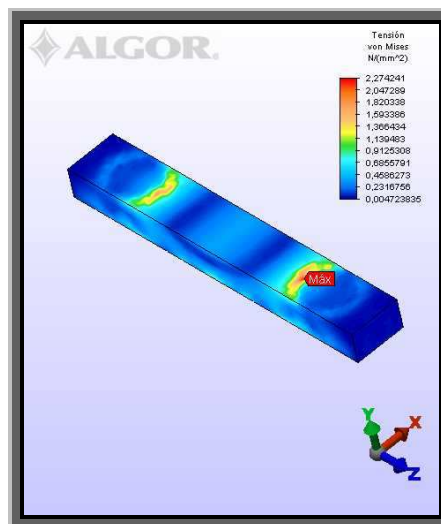 ALGOR.
Tensión
von Mises
N/(mm^2)
2,274241
2,047289
1,820338
1,593386
1,366434
1,139483
0,9125308
0,6855791
0,4586273
0,2316756
0,004723835
Máx
Y
X
Z